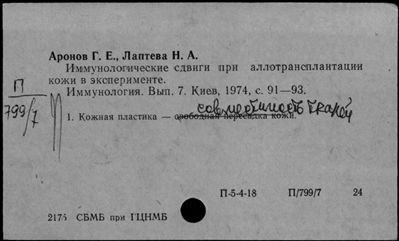 Аронов Г. Е., Лаптева Н. А.
Иммунологические сдвиги при аллотрансплантации
кожи в эксперименте.
Иммунология. Вып. 7. Киев, 1974, с. 91—93.
П
799/7
совместимость тканей
1. Кожная пластика — свободная пересадка кожи.
П-5-4-18 П/799/7 24
2175 СБМБ при ГЦНМБ